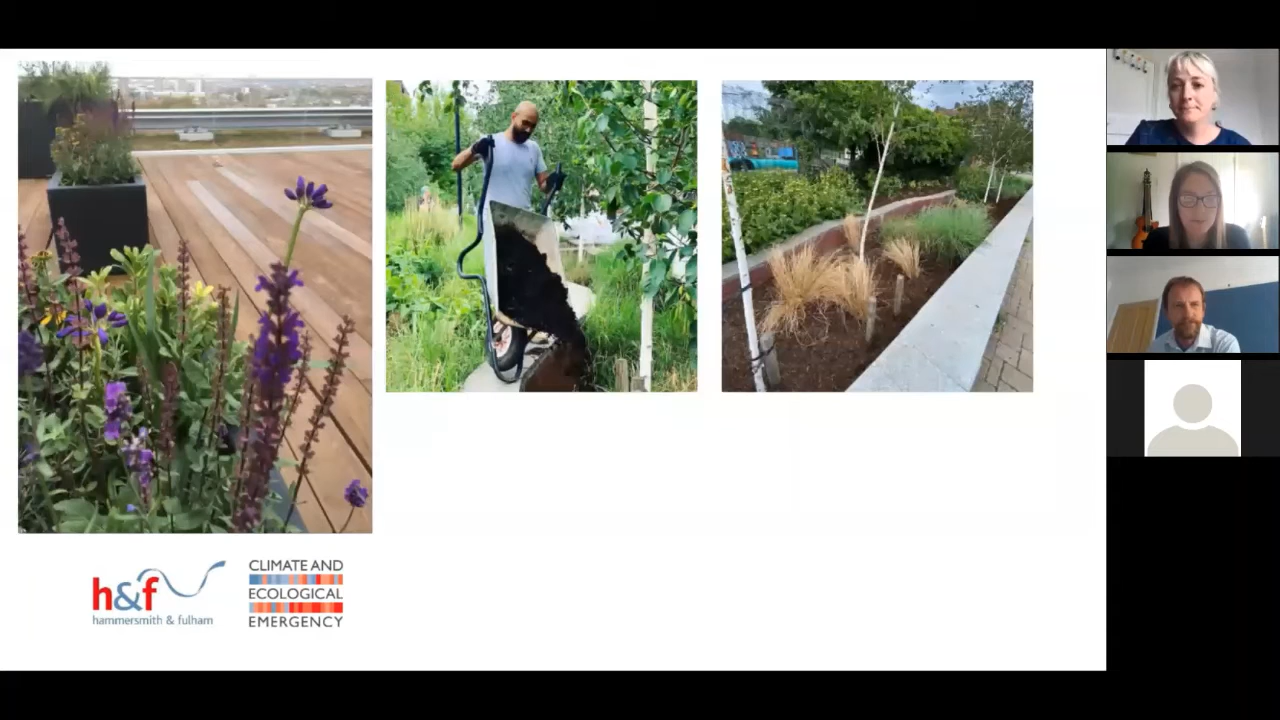 h&f
hammersmith & fulham
CLIMATE AND
ECOLOGICAL
EMERGENCY